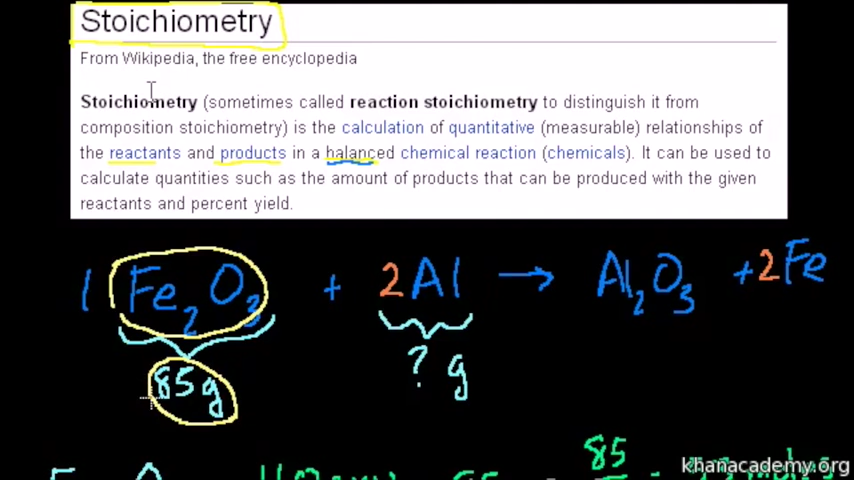 Stoichiometry
From Wikipedia, the free encyclopedia
Stoichiometry (sometimes called reaction stoichiometry to distinguish it from
composition stoichiometry) is the calculation of quantitative (measurable) relationships of
the reactants and products in a balanced chemical reaction (chemicals). It can be used to
calculate quantities such as the amount of products that can be produced with the given
reactants and percent yield.
1 Fe₂O₃ + 2Al → Al₂O₃ + 2Fe
85g ? g
85
khanacademy.org